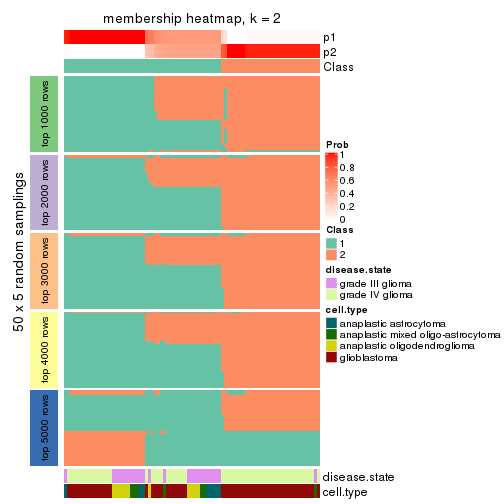 membership heatmap, k = 2
p1
p2
Class
50 x 5 random samplings
top 1000 rows
top 2000 rows
top 3000 rows
top 4000 rows
top 5000 rows
Prob
1
0.8
0.6
0.4
0.2
0
Class
1
2
disease.state
grade III glioma
grade IV glioma
cell.type
anaplastic astrocytoma
anaplastic mixed oligo-astrocytoma
anaplastic oligodendroglioma
glioblastoma
disease.state
cell.type